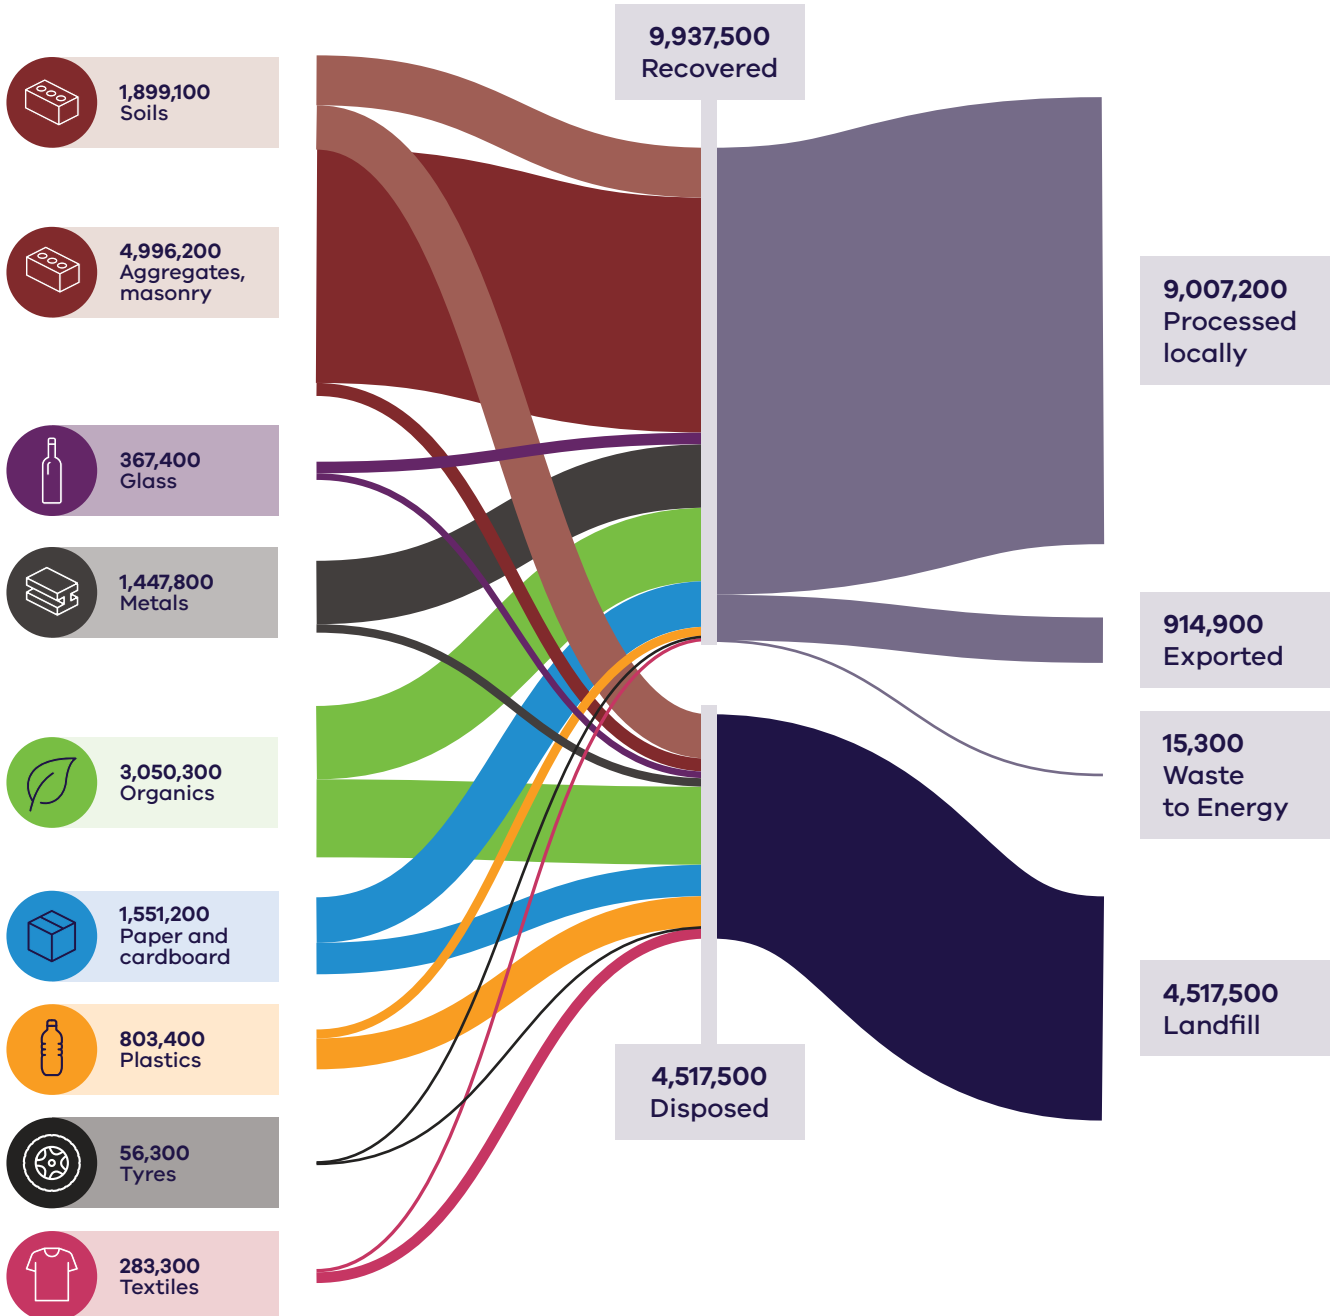 9,937,500
Recovered
1,899,100
Soils
4,996,200
Aggregates,
masonry
367,400
Glass
1,447,800
Metals
3,050,300
Organics
1,551,200
Paper and
cardboard
803,400
Plastics
56,300
Tyres
283,300
Textiles
4,517,500
Disposed
9,007,200
Processed
locally
914,900
Exported
15,300
Waste
to Energy
4,517,500
Landfill